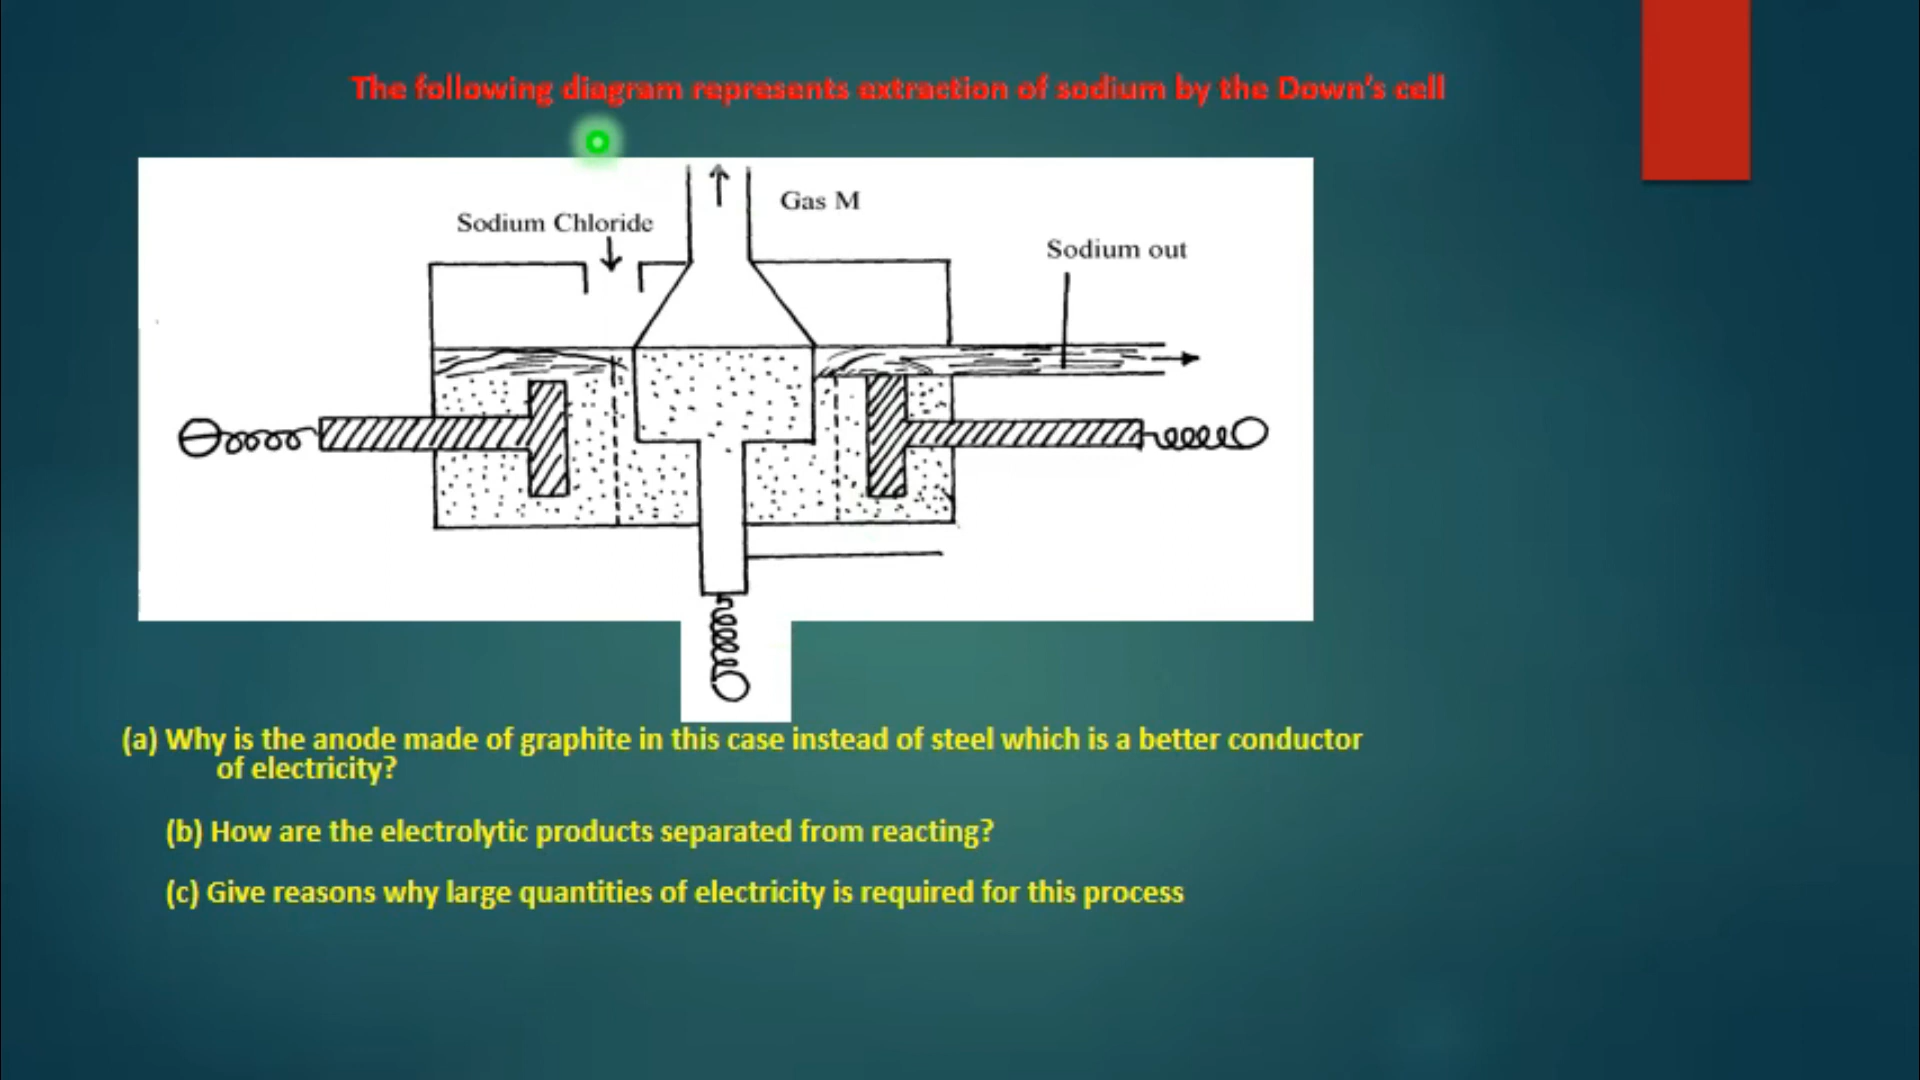 The following diagram represents extraction of sodium by the Down's cell
Gas M
Sodium Chloride
Sodium out
(a) Why is the anode made of graphite in this case instead of steel which is a better conductor
of electricity?
(b) How are the electrolytic products separated from reacting?
(c) Give reasons why large quantities of electricity is required for this process